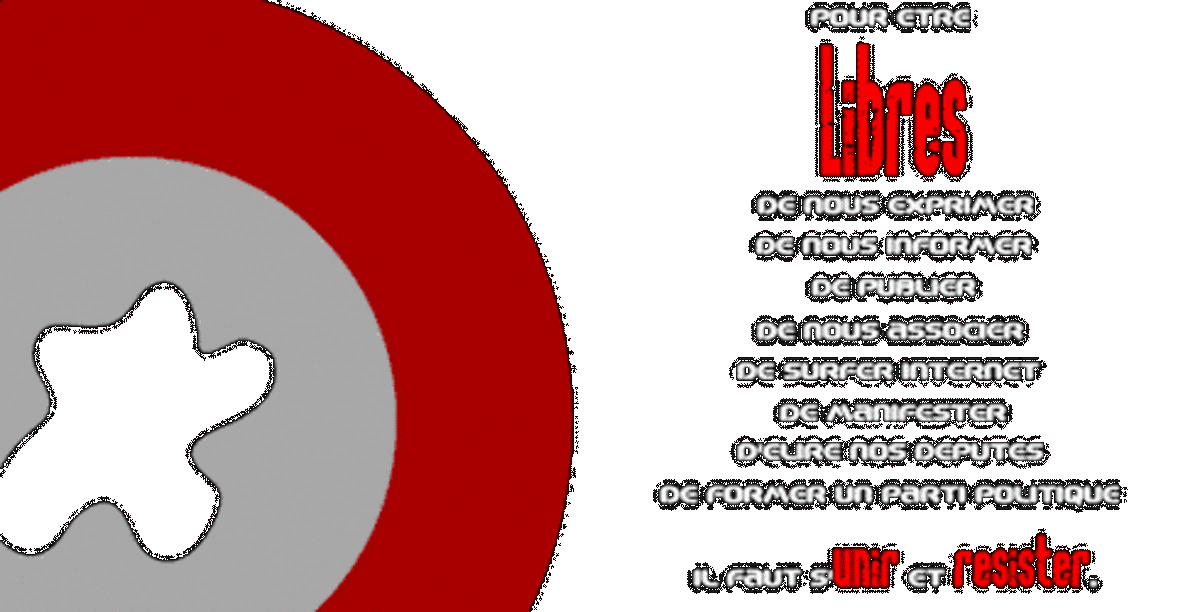 POUR ETRE
Libres
DE NOUS EXPRIMER
DE NOUS INFORMER
DE PUBLIER
DE NOUS ASSOCIER
DE SURFER INTERNET
DE MANIFESTER
D'ELIRE NOS DEPUTES
DE FORMER UN PARTI POLITIQUE
IL FAUT S'unir ET resister.